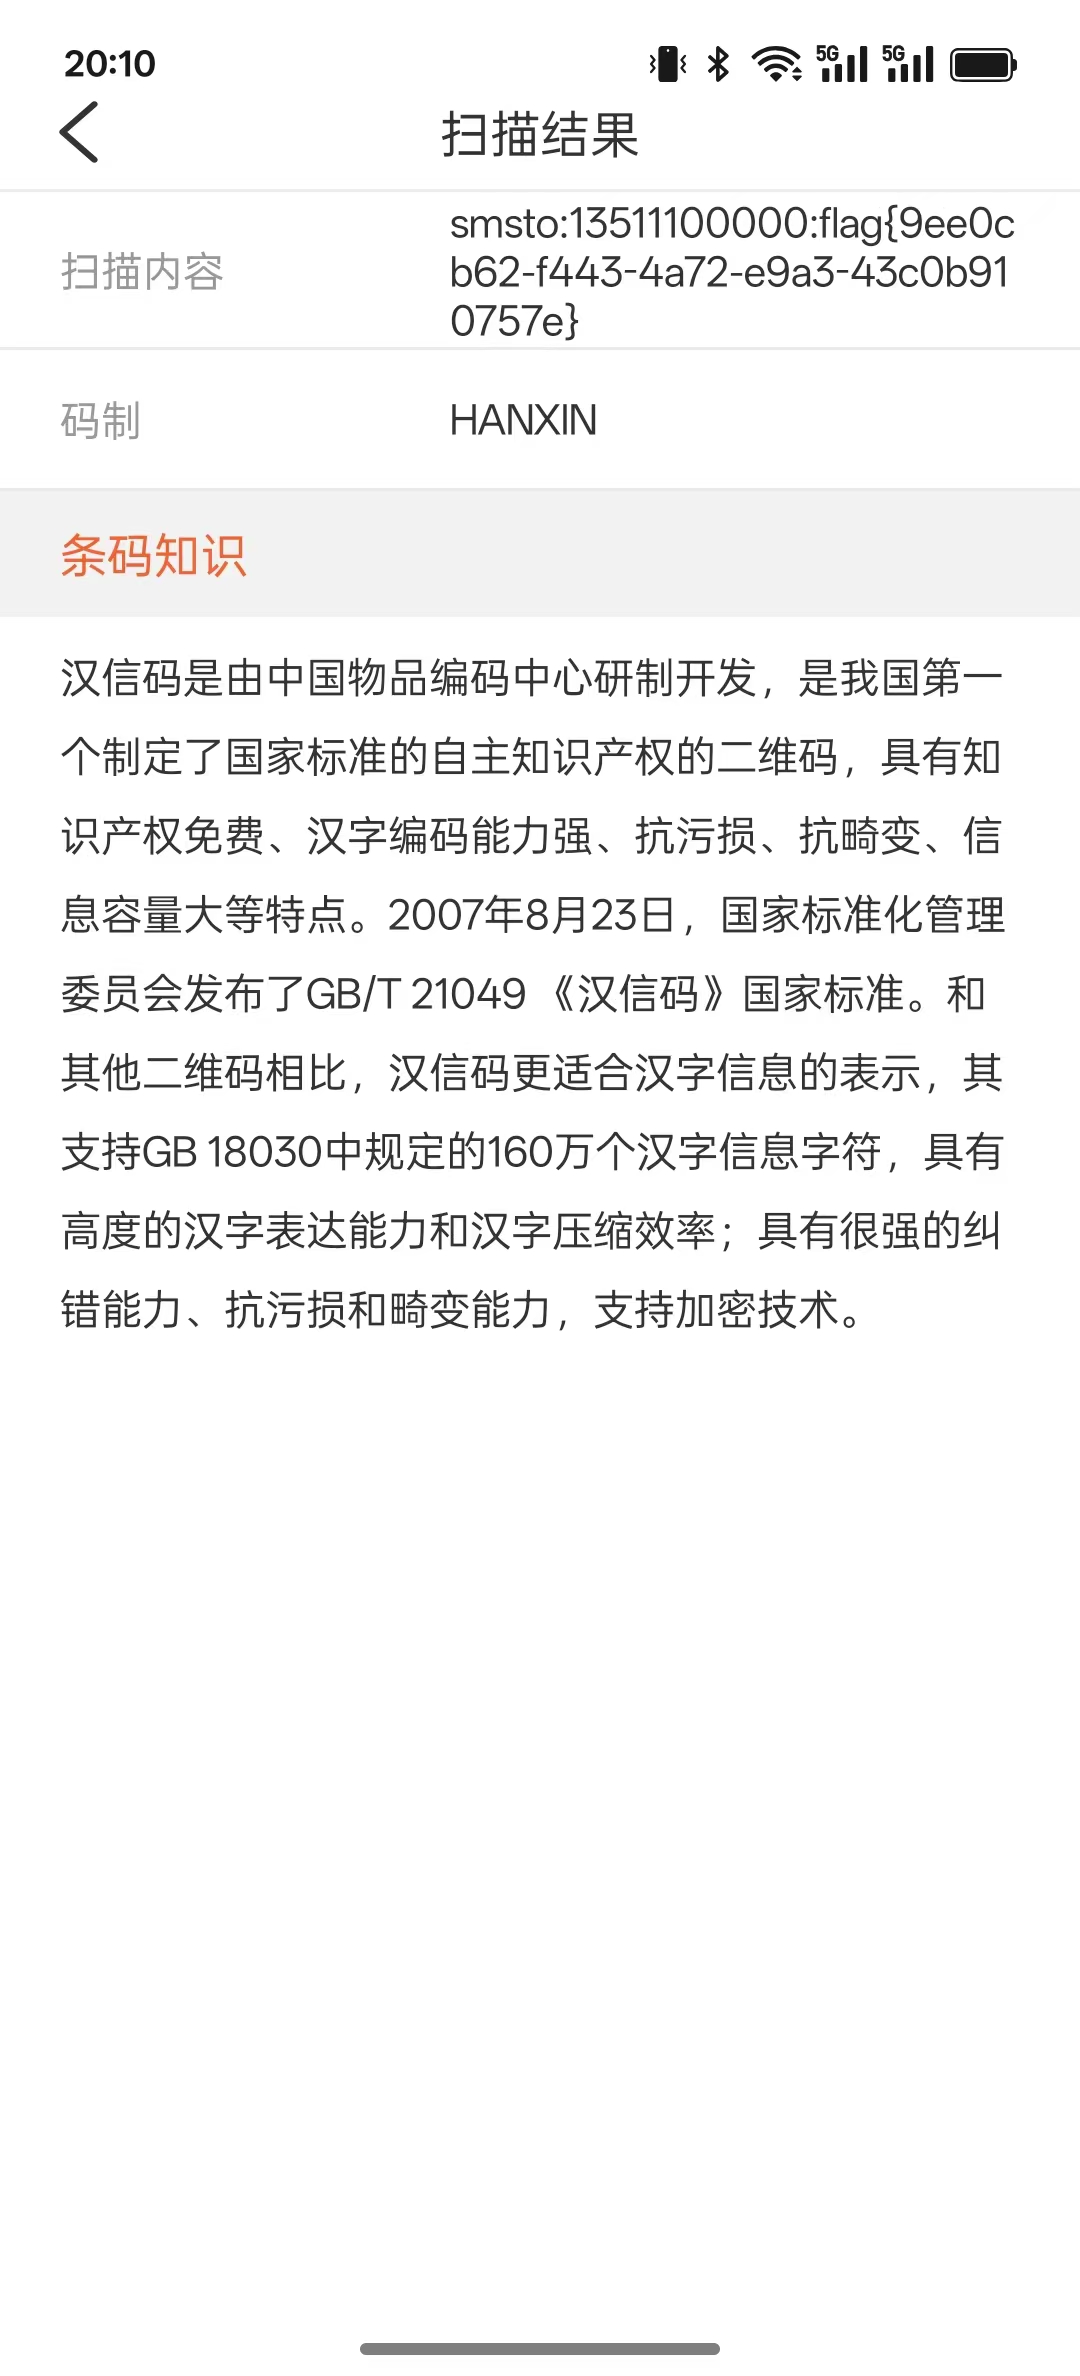 20:10
5G 5G
扫描结果
扫描内容
smsto:13511100000:flag{9ee0c
b62-f443-4a72-e9a3-43c0b91
0757e}
码制
HANXIN
条码知识
汉信码是由中国物品编码中心研制开发，是我国第一
个制定了国家标准的自主知识产权的二维码，具有知
识产权免费、汉字编码能力强、抗污损、抗畸变、信
息容量大等特点。2007年8月23日，国家标准化管理
委员会发布了GB/T 21049《汉信码》国家标准。和
其他二维码相比，汉信码更适合汉字信息的表示，其
支持GB 18030中规定的160万个汉字信息字符，具有
高度的汉字表达能力和汉字压缩效率；具有很强的纠
错能力、抗污损和畸变能力，支持加密技术。